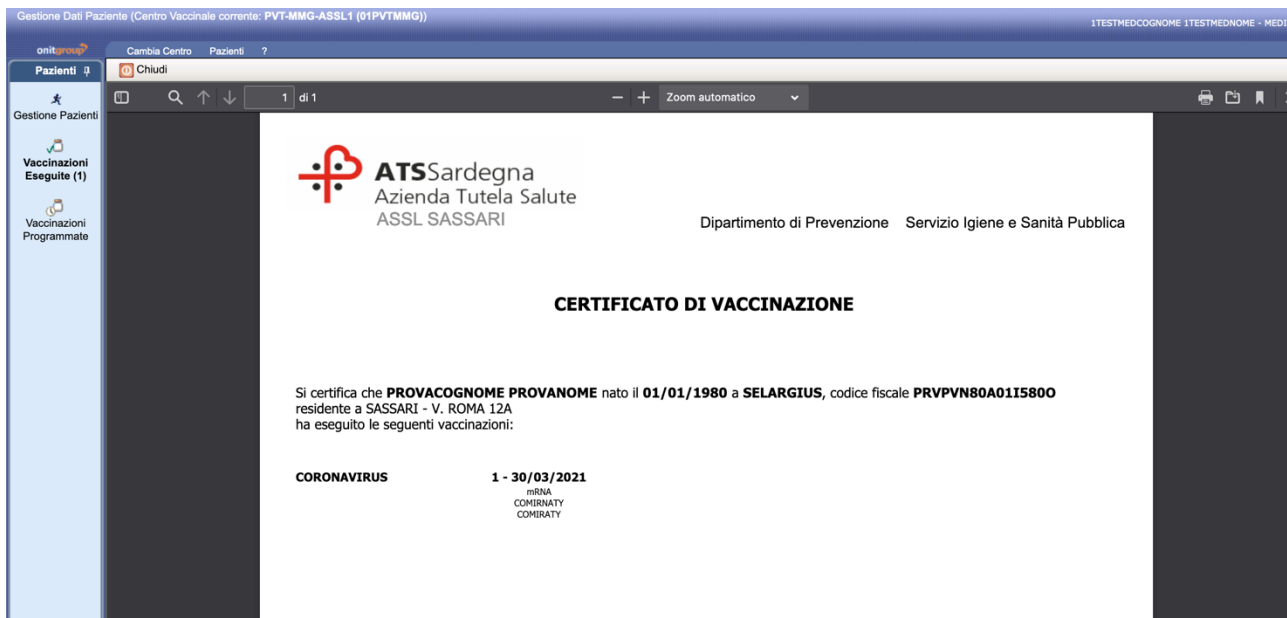 Gestione Dati Paziente (Centro Vaccinale corrente: PVT-MMG-ASSL1 (01PVTMMG))
1TESTMEDCOGNOME 1TESTMEDNOME - MEDI
onitgroup
Cambia Centro Pazienti ?
Pazienti
Chiudi
1 di 1
Zoom automatico
Gestione Pazienti
Vaccinazioni
Eseguite (1)
Vaccinazioni
Programmate
ATSSardegna
Azienda Tutela Salute
ASSL SASSARI
Dipartimento di Prevenzione Servizio Igiene e Sanità Pubblica
CERTIFICATO DI VACCINAZIONE
Si certifica che PROVACOGNOME PROVANOME nato il 01/01/1980 a SELARGIUS, codice fiscale PRVPVN80A01I580O
residente a SASSARI - V. ROMA 12A
ha eseguito le seguenti vaccinazioni:
CORONAVIRUS 1 - 30/03/2021
mRNA
COMIRNATY
COMIRATY